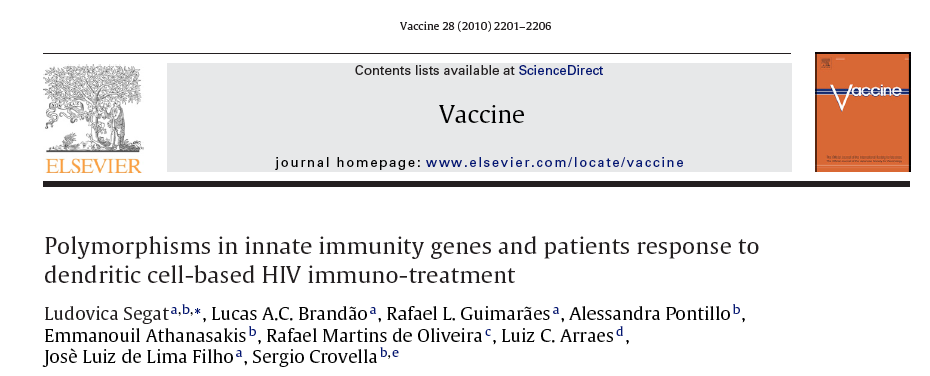 Vaccine 28 (2010) 2201–2206
Contents lists available at ScienceDirect
Vaccine
journal homepage: www.elsevier.com/locate/vaccine
ELSEVIER
Vaccine
Polymorphisms in innate immunity genes and patients response to
dendritic cell-based HIV immuno-treatment
Ludovica Segat a,b,*, Lucas A.C. Brandão a, Rafael L. Guimarães a, Alessandra Pontillo b,
Emmanouil Athanasakis b, Rafael Martins de Oliveira c, Luiz C. Arraes d,
Josè Luiz de Lima Filho a, Sergio Crovella b,e